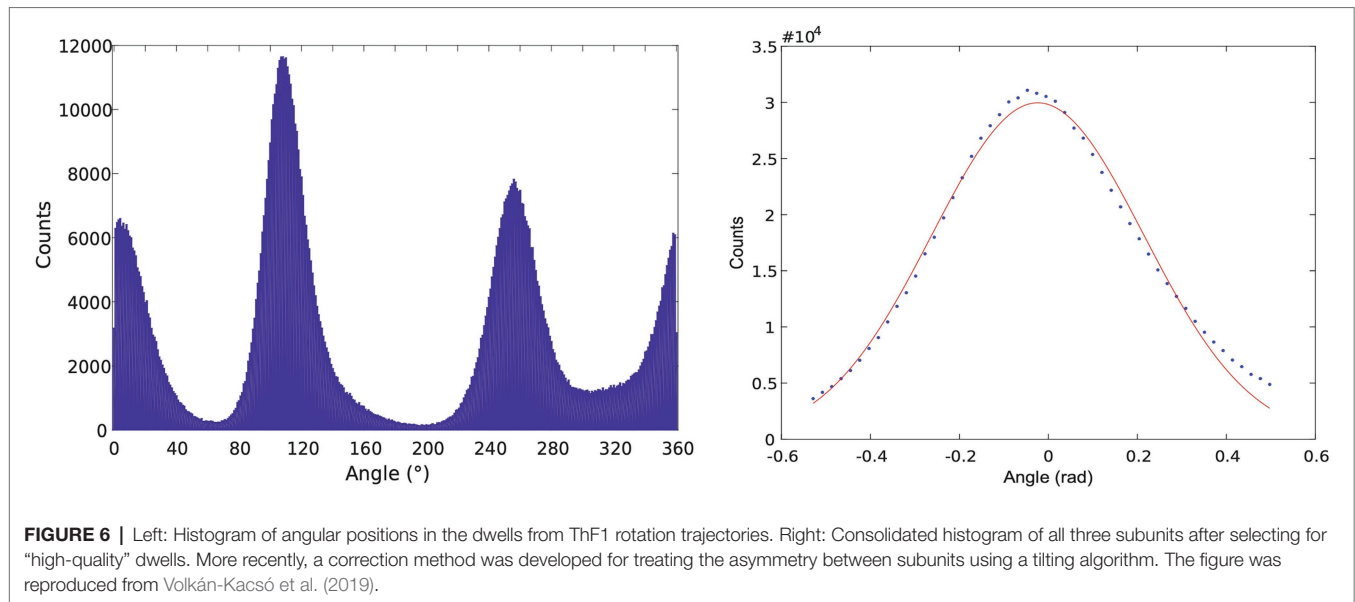 12000
10000
8000
6000
4000
2000
0
Counts
0 40 80 120 160 200 240 280 320 360
Angle (°)
#10⁴
3.5
3
2.5
2
1.5
1
0.5
0
Counts
-0.6 -0.4 -0.2 0 0.2 0.4 0.6
Angle (rad)
FIGURE 6 | Left: Histogram of angular positions in the dwells from ThF1 rotation trajectories. Right: Consolidated histogram of all three subunits after selecting for
“high-quality” dwells. More recently, a correction method was developed for treating the asymmetry between subunits using a tilting algorithm. The figure was
reproduced from Volkán-Kacsó et al. (2019).